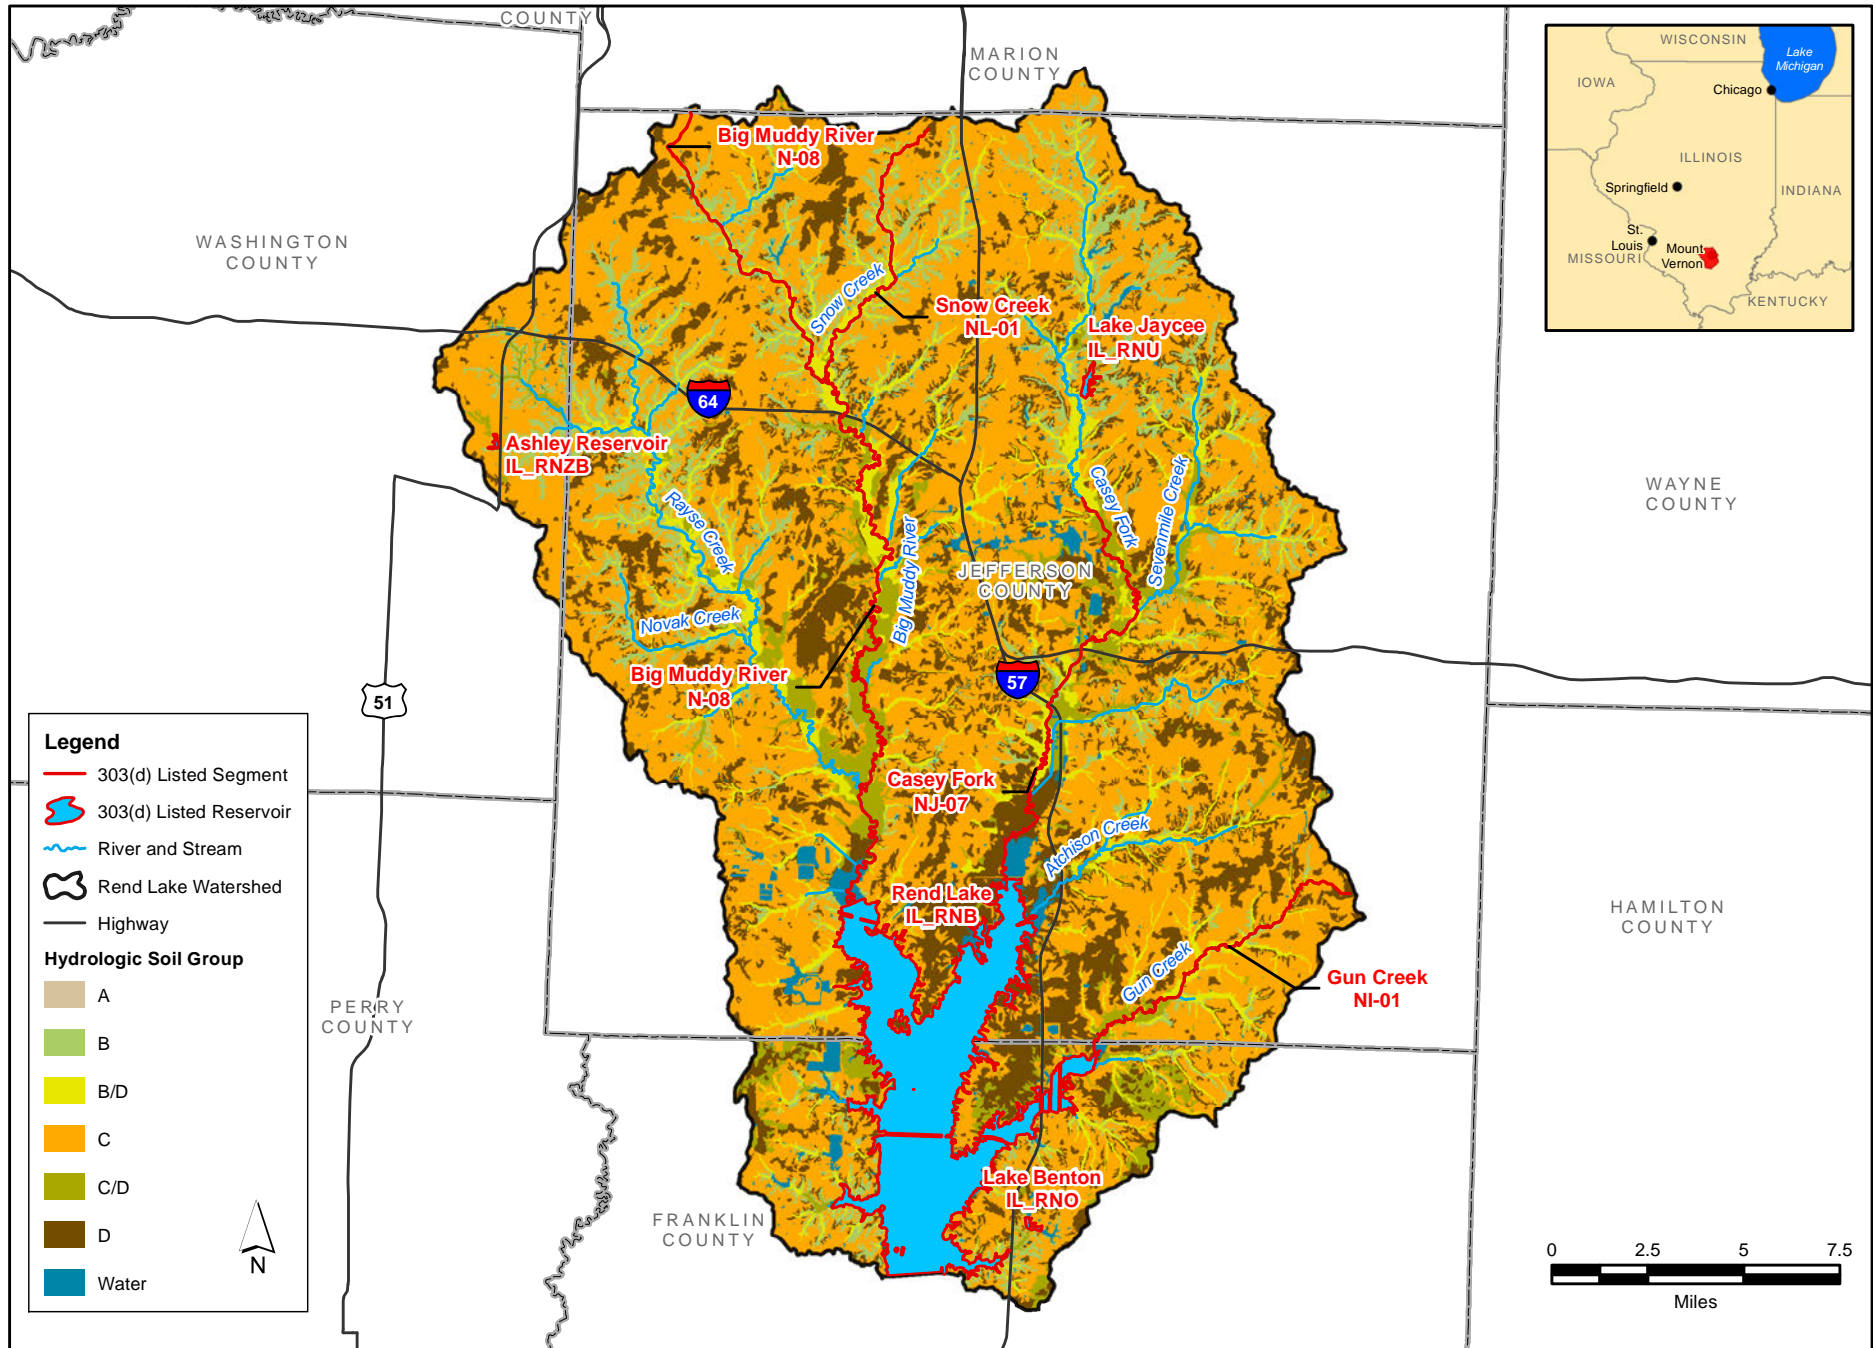 COUNTY
MARION
COUNTY
WASHINGTON
COUNTY
Big Muddy River
N-08
Snow Creek
Snow Creek
NL-01
Lake Jaycee
IL_RNU
64
Ashley Reservoir
IL_RNZB
Rayse Creek
Novak Creek
Big Muddy River
Casey Fork
Sevenmile Creek
JEFFERSON
COUNTY
WAYNE
COUNTY
Big Muddy River
N-08
57
51
Casey Fork
NJ-07
Atchison Creek
Rend Lake
IL_RNB
Gun Creek
Gun Creek
NI-01
HAMILTON
COUNTY
PERRY
COUNTY
Lake Benton
IL_RNO
FRANKLIN
COUNTY
WISCONSIN
Lake
Michigan
IOWA
Chicago
ILLINOIS
Springfield
INDIANA
St.
Louis
Mount
Vernon
MISSOURI
KENTUCKY
Legend
303(d) Listed Segment
303(d) Listed Reservoir
River and Stream
Rend Lake Watershed
Highway
Hydrologic Soil Group
A
B
B/D
C
C/D
D
Water
N
0 2.5 5 7.5
Miles